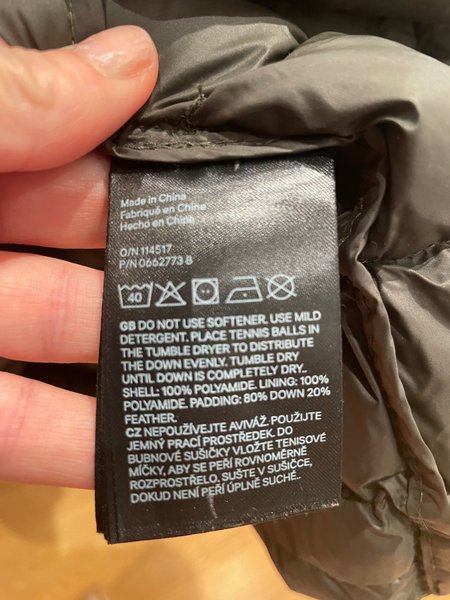 Made in China
Fabriqué en Chine
Hecho en China
O/N 114517
P/N 0662773 8
40
GB DO NOT USE SOFTENER. USE MILD
DETERGENT. PLACE TENNIS BALLS IN
THE TUMBLE DRYER TO DISTRIBUTE
THE DOWN EVENLY. TUMBLE DRY
UNTIL DOWN IS COMPLETELY DRY..
SHELL: 100% POLYAMIDE. LINING: 100%
POLYAMIDE. PADDING: 80% DOWN 20%
FEATHER.
CZ NEPOUŽÍVEJTE AVIVÁŽ. POUŽIJTE
JEMNÝ PRACÍ PROSTŘEDEK. DO
BUBNOVÉ SUŠIČKY VLOŽTE TENISOVÉ
MÍČKY, ABY SE PEŘÍ ROVNOMĚRNĚ
ROZPROSTŘELO. SUŠTE V SUŠIČCE,
DOKUD NENÍ PEŘÍ ÚPLNĚ SUCHÉ..